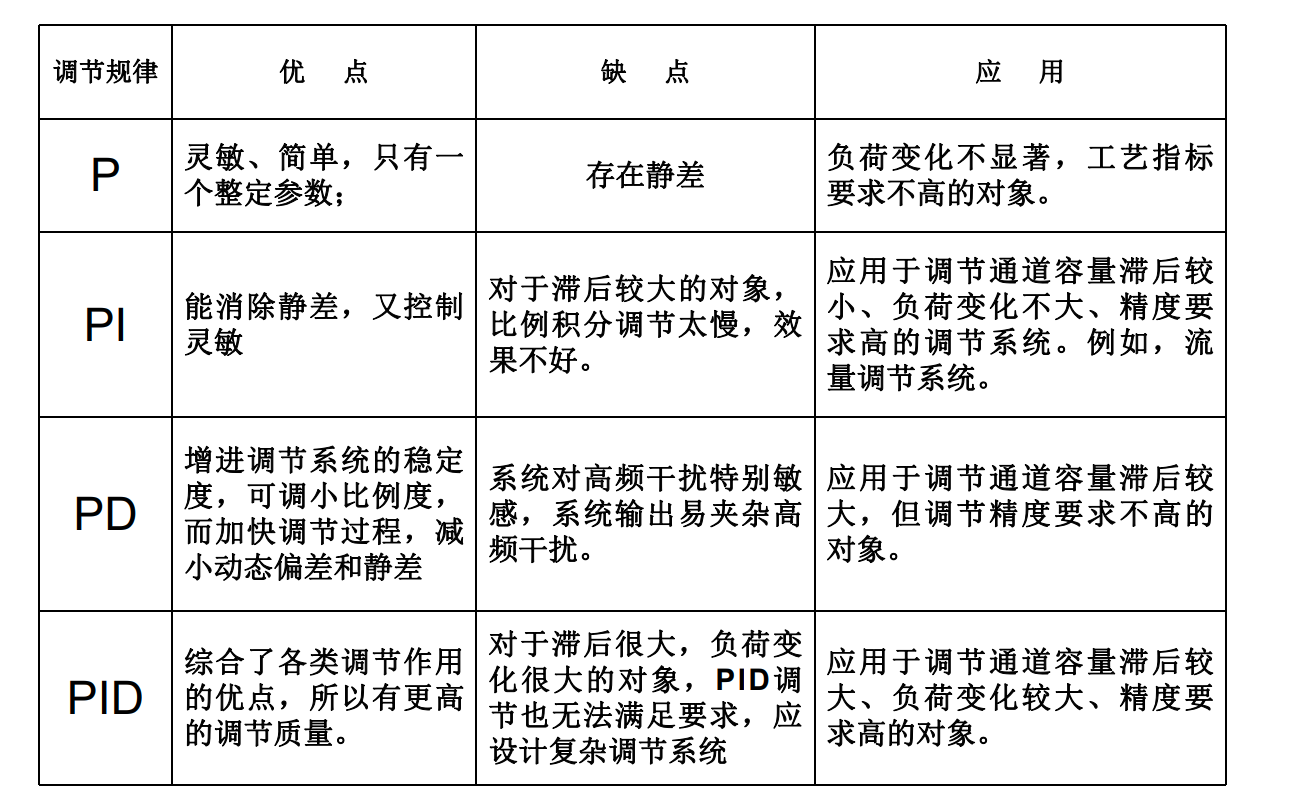 调节规律
优 点
缺 点
应 用
P
灵敏、简单，只有一
个整定参数；
存在静差
负荷变化不显著，工艺指标
要求不高的对象。
PI
能消除静差，又控制
灵敏
对于滞后较大的对象，
比例积分调节太慢，效
果不好。
应用于调节通道容量滞后较
小、负荷变化不大、精度要
求高的调节系统。例如，流
量调节系统。
PD
增进调节系统的稳定
度，可调小比例度，
而加快调节过程，减
小动态偏差和静差
系统对高频干扰特别敏
感，系统输出易夹杂高
频干扰。
应用于调节通道容量滞后较
大，但调节精度要求不高的
对象。
PID
综合了各类调节作用
的优点，所以有更高
的调节质量。
对于滞后很大，负荷变
化很大的对象，PID调
节也无法满足要求，应
设计复杂调节系统
应用于调节通道容量滞后较
大、负荷变化较大、精度要
求高的对象。